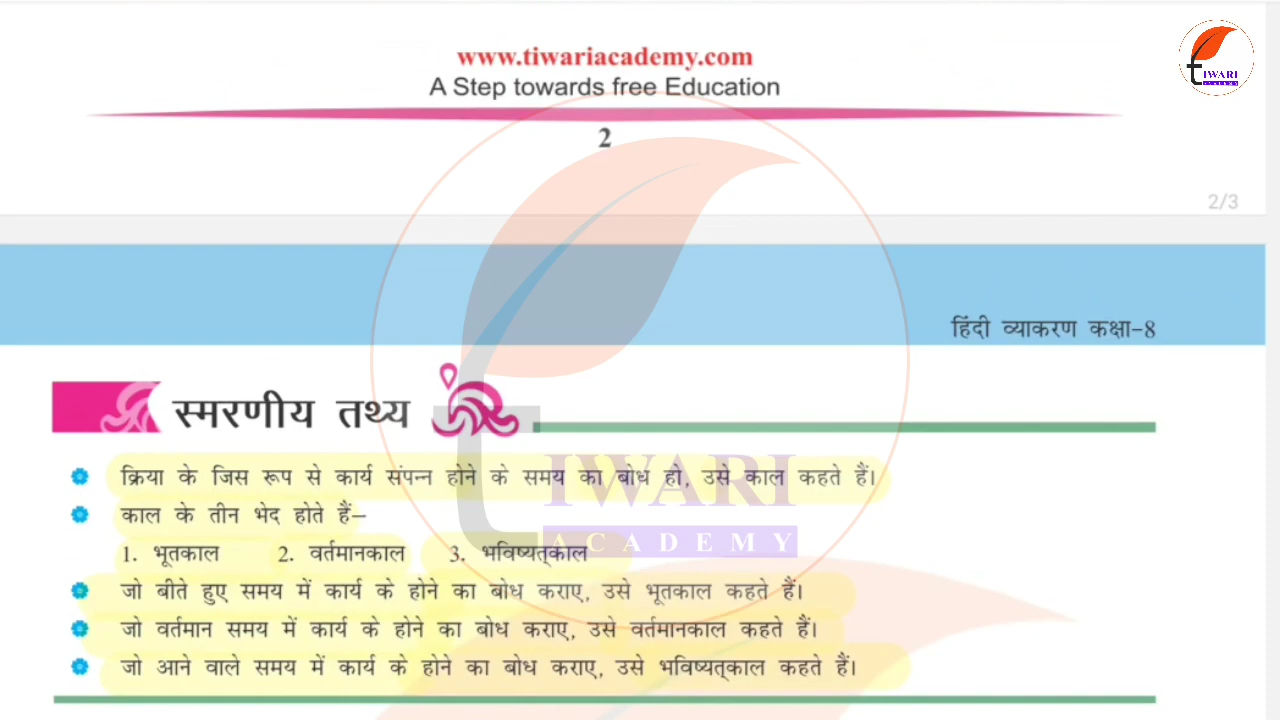 www.tiwariacademy.com
A Step towards free Education
2
2/3
हिंदी व्याकरण कक्षा-8
स्मरणीय तथ्य
क्रिया के जिस रूप से कार्य संपन्न होने के समय का बोध हो, उसे काल कहते हैं।
काल के तीन भेद होते हैं–
1. भूतकाल 2. वर्तमानकाल 3. भविष्यत्काल
जो बीते हुए समय में कार्य के होने का बोध कराए, उसे भूतकाल कहते हैं।
जो वर्तमान समय में कार्य के होने का बोध कराए, उसे वर्तमानकाल कहते हैं।
जो आने वाले समय में कार्य के होने का बोध कराए, उसे भविष्यत्काल कहते हैं।
TIWARI
ACADEMY
TIWARI
ACADEMY